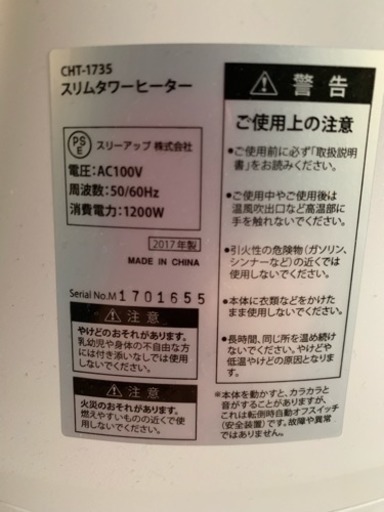 CHT-1735
スリムタワーヒーター
PS
E
スリーアップ 株式会社
電圧:AC100V
周波数:50/60Hz
消費電力:1200W
2017年製
MADE IN CHINA
Serial No.M 1701655
注意
やけどのおそれがあります。
乳幼児や身体の不自由な方
には付き添いなしでは使用
しないでください。
注意
火災のおそれがあります。
燃えやすいものの近くで使
用しないでください。
警告
ご使用上の注意
●ご使用前に必ず「取扱説明
書」をお読みください。
●ご使用中やご使用後は
温風吹出口など高温部に
手を触れないでください。
●引火性の危険物(ガソリン、
シンナーなど)の近くでは
使用しないでください。
●本体に衣類などをかけた
まま使用しないでください。
●長時間、同じ所を温め続け
ないでください。やけどや
低温やけどの原因となりま
す。
※本体を動かすと、カラカラと
音がすることがありますが、
これは転倒時自動オフスイッチ
(安全装置)です。故障や異常
ではありません。